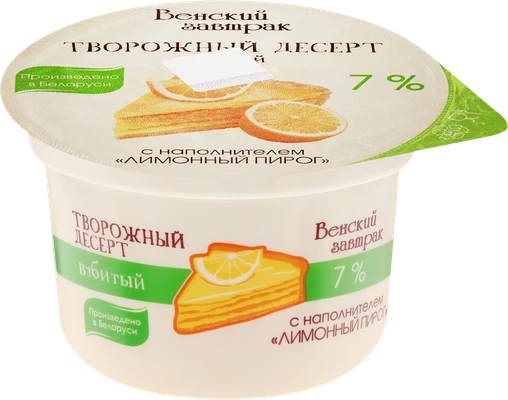 Венский
завтрак
ТВОРОЖНЫЙ ДЕСЕРТ
Произведено
в Беларуси
7 %
с наполнителем
«ЛИМОННЫЙ ПИРОГ»
ТВОРОЖНЫЙ
ДЕСЕРТ
взбитый
Произведено
в Беларуси
Венский
завтрак
7 %
с наполнителем
«ЛИМОННЫЙ ПИРОГ»